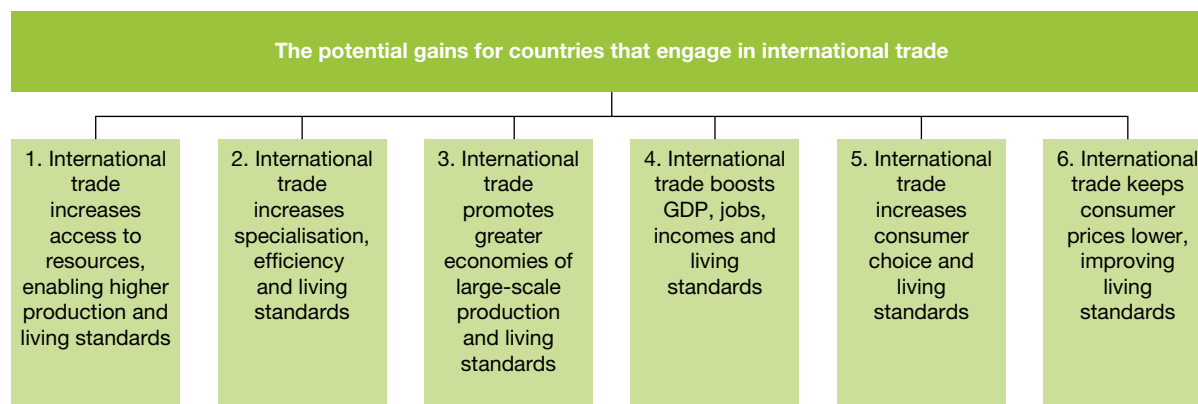 The potential gains for countries that engage in international trade
1. International
trade
increases
access to
resources,
enabling higher
production and
living standards
2. International
trade
increases
specialisation,
efficiency
and living
standards
3. International
trade
promotes
greater
economies of
large-scale
production
and living
standards
4. International
trade boosts
GDP, jobs,
incomes and
living
standards
5. International
trade
increases
consumer
choice and
living
standards
6. International
trade keeps
consumer
prices lower,
improving
living
standards